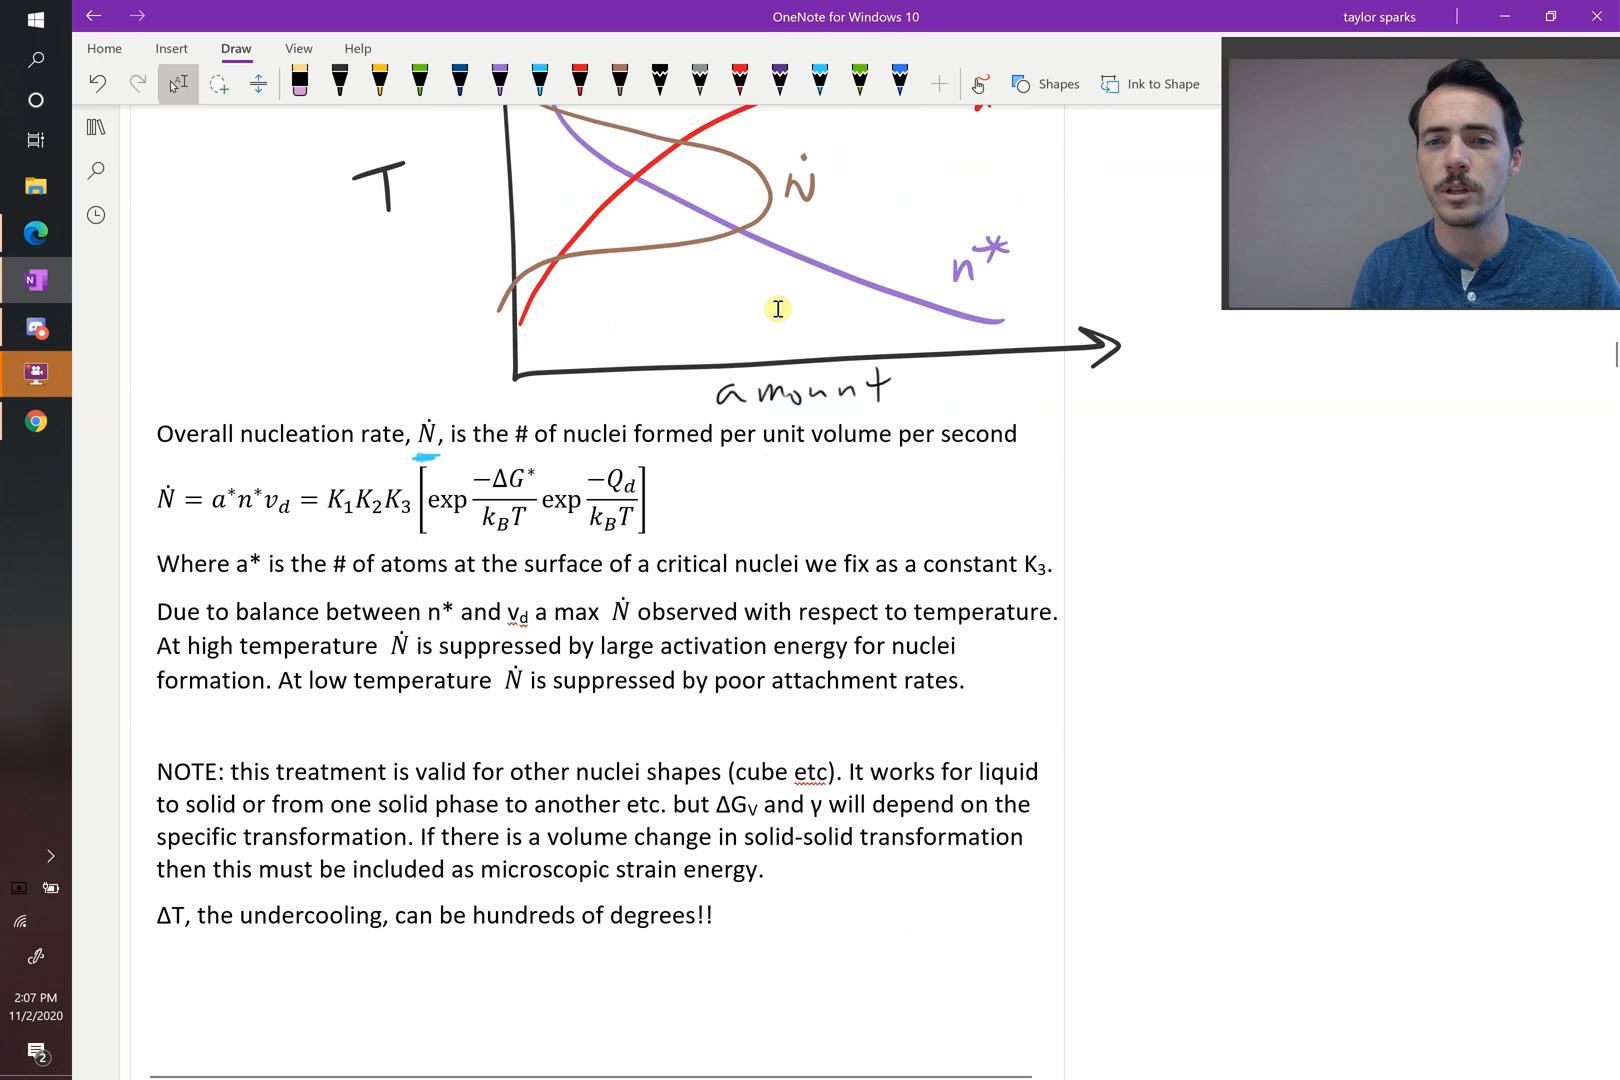 OneNote for Windows 10
taylor sparks
Home Insert Draw View Help
Shapes
Ink to Shape
T
Ṅ
n*
amount
Overall nucleation rate, Ṅ, is the # of nuclei formed per unit volume per second
Ṅ = a*n*v_d = K₁K₂K₃ [exp −ΔG*/k_BT exp −Q_d/k_BT]
Where a* is the # of atoms at the surface of a critical nuclei we fix as a constant K₃.
Due to balance between n* and v_d a max Ṅ observed with respect to temperature.
At high temperature Ṅ is suppressed by large activation energy for nuclei
formation. At low temperature Ṅ is suppressed by poor attachment rates.
NOTE: this treatment is valid for other nuclei shapes (cube etc). It works for liquid
to solid or from one solid phase to another etc. but ΔG_V and γ will depend on the
specific transformation. If there is a volume change in solid-solid transformation
then this must be included as microscopic strain energy.
ΔT, the undercooling, can be hundreds of degrees!!
2:07 PM
11/2/2020
2